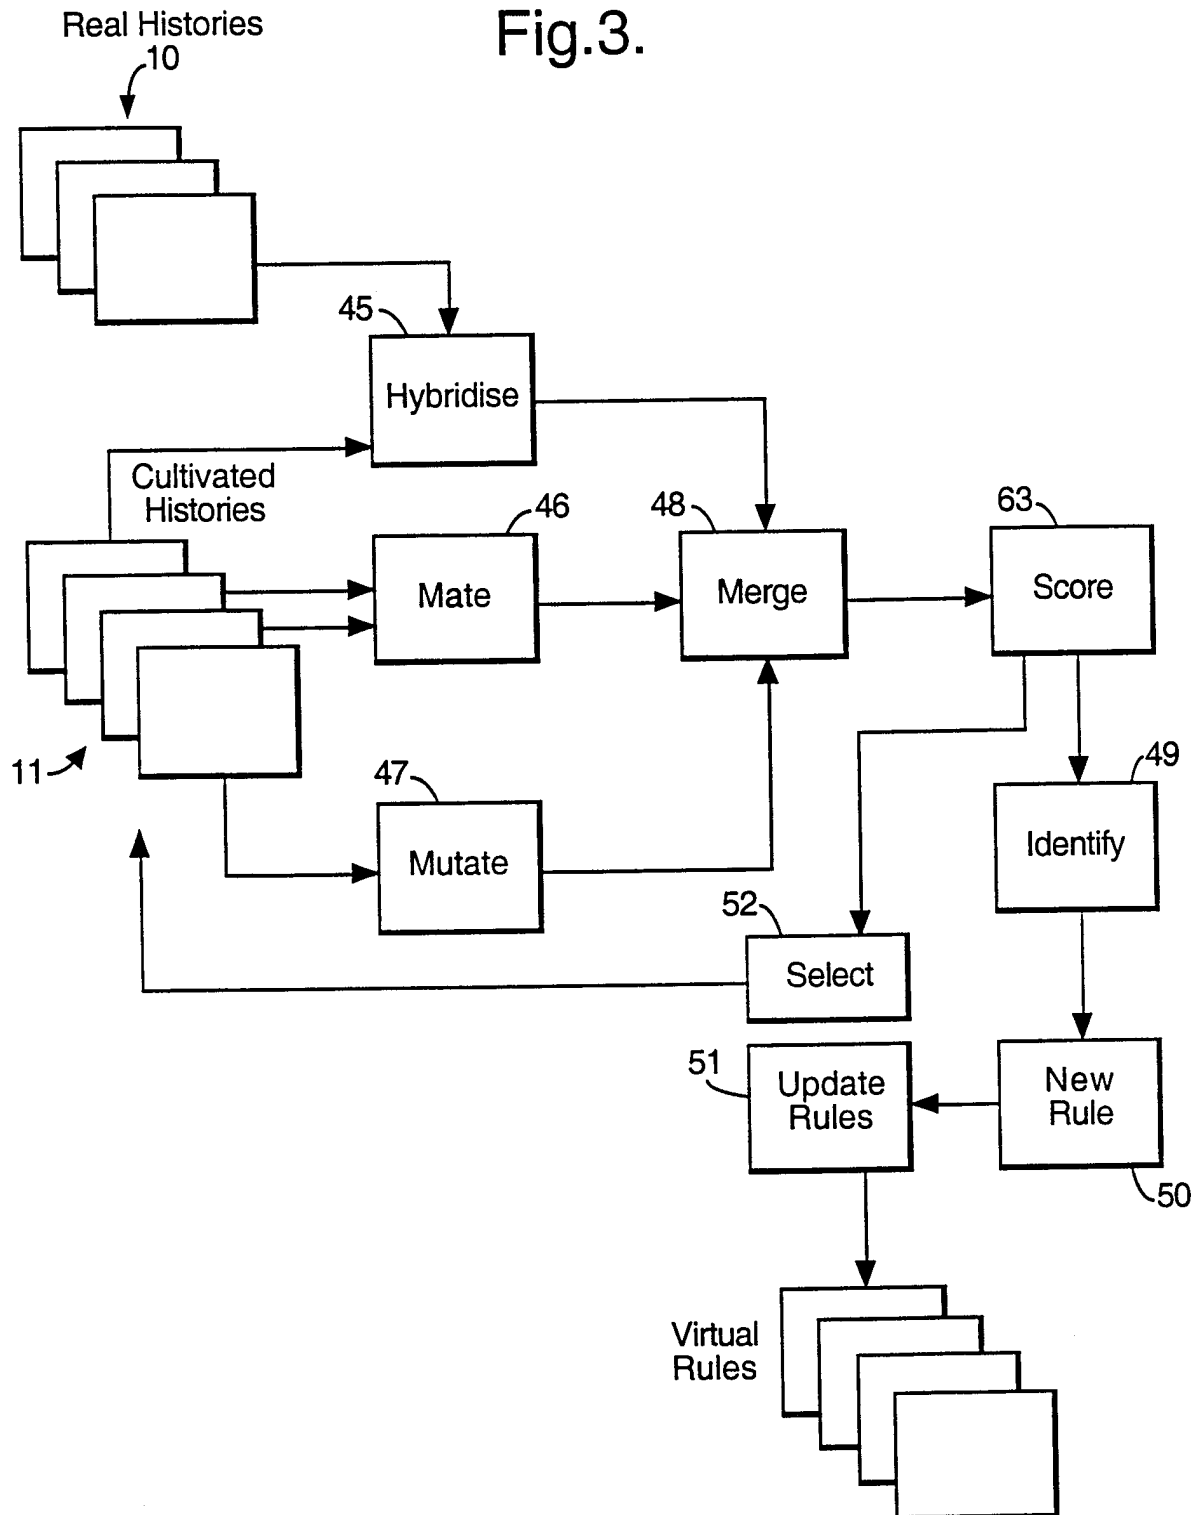 Fig.3.
Real Histories
10
45
Hybridise
Cultivated
Histories
46
Mate
48
Merge
63
Score
11
47
Mutate
49
Identify
52
Select
51
Update
Rules
New
Rule
50
Virtual
Rules